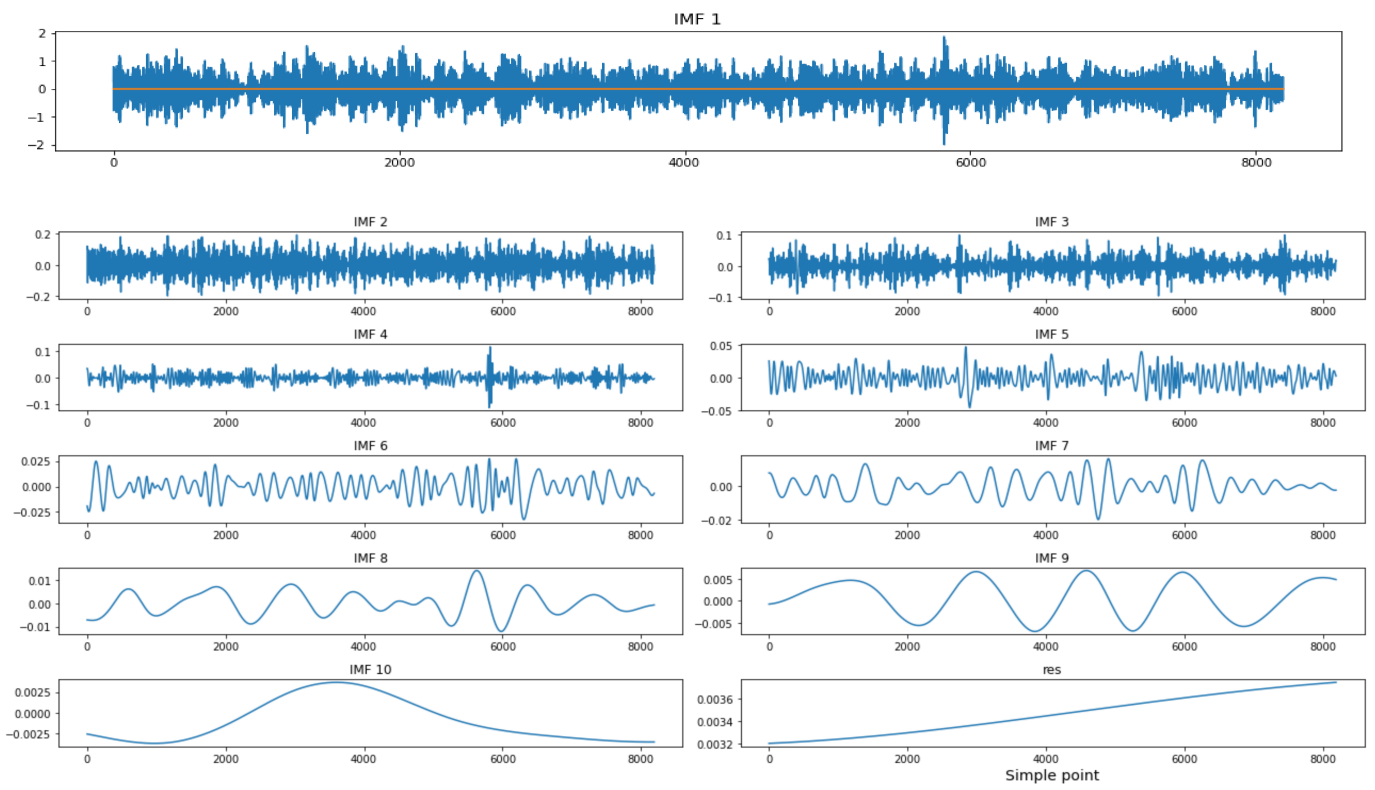 IMF 1
2
1
0
−1
−2
0 2000 4000 6000 8000
IMF 2
0.2
0.0
−0.2
0 2000 4000 6000 8000
IMF 3
0.1
0.0
−0.1
0 2000 4000 6000 8000
IMF 4
0.1
0.0
−0.1
0 2000 4000 6000 8000
IMF 5
0.05
0.00
−0.05
0 2000 4000 6000 8000
IMF 6
0.025
0.000
−0.025
0 2000 4000 6000 8000
IMF 7
0.00
−0.02
0 2000 4000 6000 8000
IMF 8
0.01
0.00
−0.01
0 2000 4000 6000 8000
IMF 9
0.005
0.000
−0.005
0 2000 4000 6000 8000
IMF 10
0.0025
0.0000
−0.0025
0 2000 4000 6000 8000
res
0.0036
0.0034
0.0032
0 2000 4000 6000 8000
Simple point